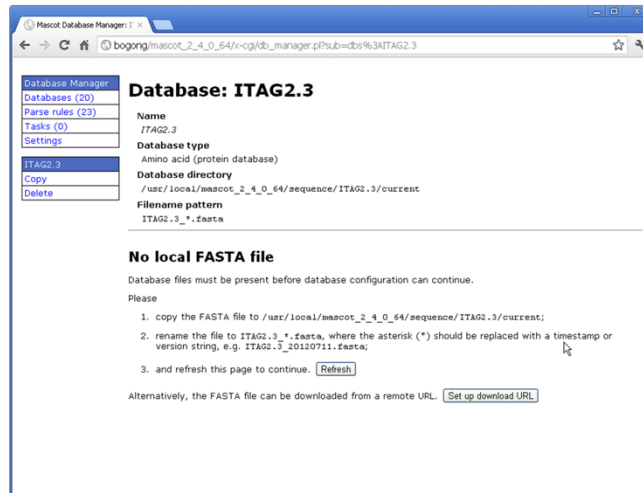 Mascot Database Manager: I
bogong/mascot_2_4_0_64/x-cgi/db_manager.pl?sub=dbs%3AITAG2.3
Database Manager
Databases (20)
Parse rules (23)
Tasks (0)
Settings
ITAG2.3
Copy
Delete
Database: ITAG2.3
Name
ITAG2.3
Database type
Amino acid (protein database)
Database directory
/usr/local/mascot_2_4_0_64/sequence/ITAG2.3/current
Filename pattern
ITAG2.3_*.fasta
No local FASTA file
Database files must be present before database configuration can continue.
Please
1. copy the FASTA file to /usr/local/mascot_2_4_0_64/sequence/ITAG2.3/current;
2. rename the file to ITAG2.3_*.fasta, where the asterisk (*) should be replaced with a timestamp or
version string, e.g. ITAG2.3_20120711.fasta;
3. and refresh this page to continue. Refresh
Alternatively, the FASTA file can be downloaded from a remote URL. Set up download URL